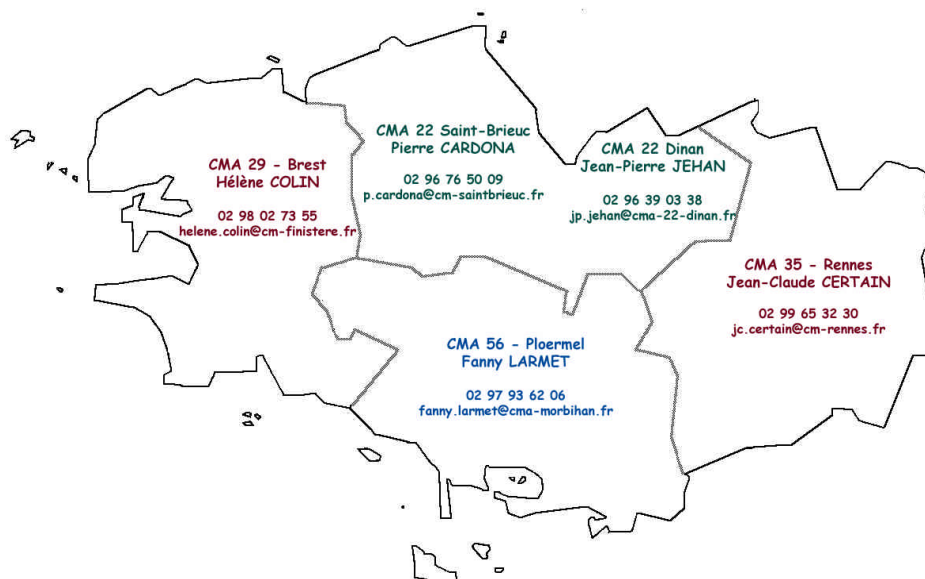 CMA 22 Saint-Brieuc
Pierre CARDONA
02 96 76 50 09
p.cardona@cm-saintbrieuc.fr
CMA 22 Dinan
Jean-Pierre JEHAN
02 96 39 03 38
jp.jehan@cma-22-dinan.fr
CMA 29 - Brest
Hélène COLIN
02 98 02 73 55
helene.colin@cm-finistere.fr
CMA 35 - Rennes
Jean-Claude CERTAIN
02 99 65 32 30
jc.certain@cm-rennes.fr
CMA 56 - Ploermel
Fanny LARMET
02 97 93 62 06
fanny.larmet@cma-morbihan.fr